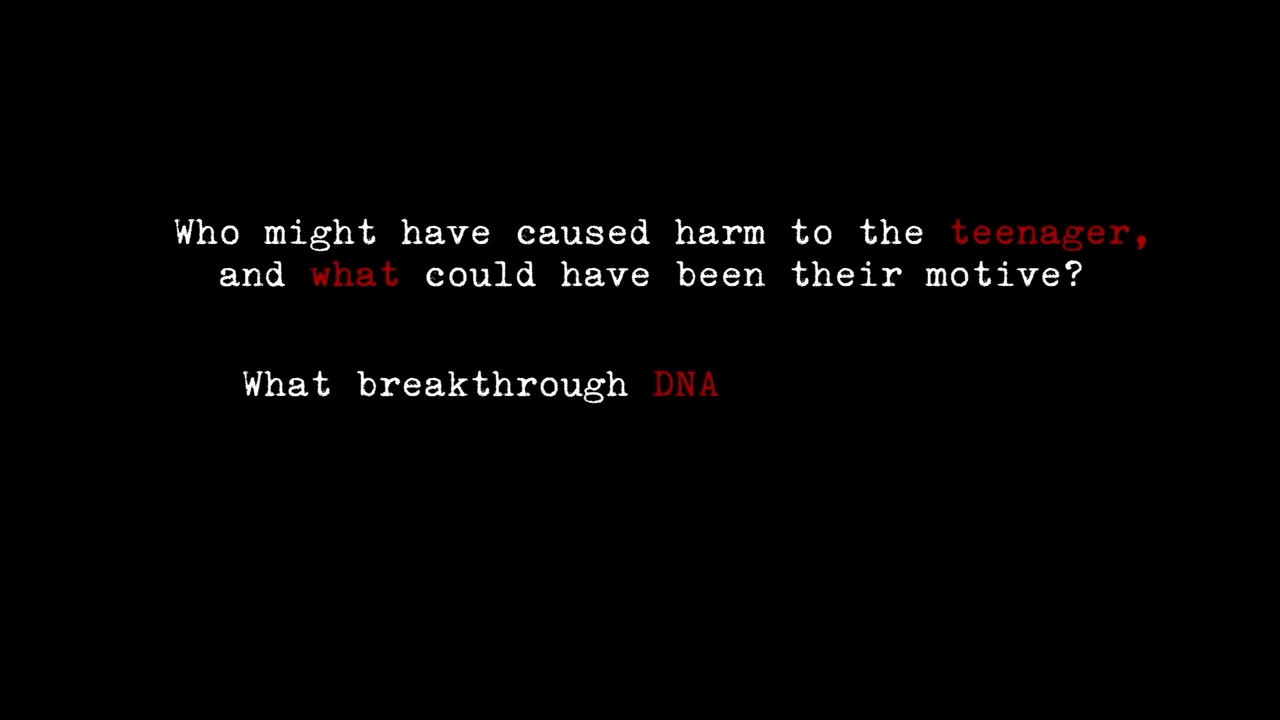 Who might have caused harm to the teenager,
and what could have been their motive?
What breakthrough DNA